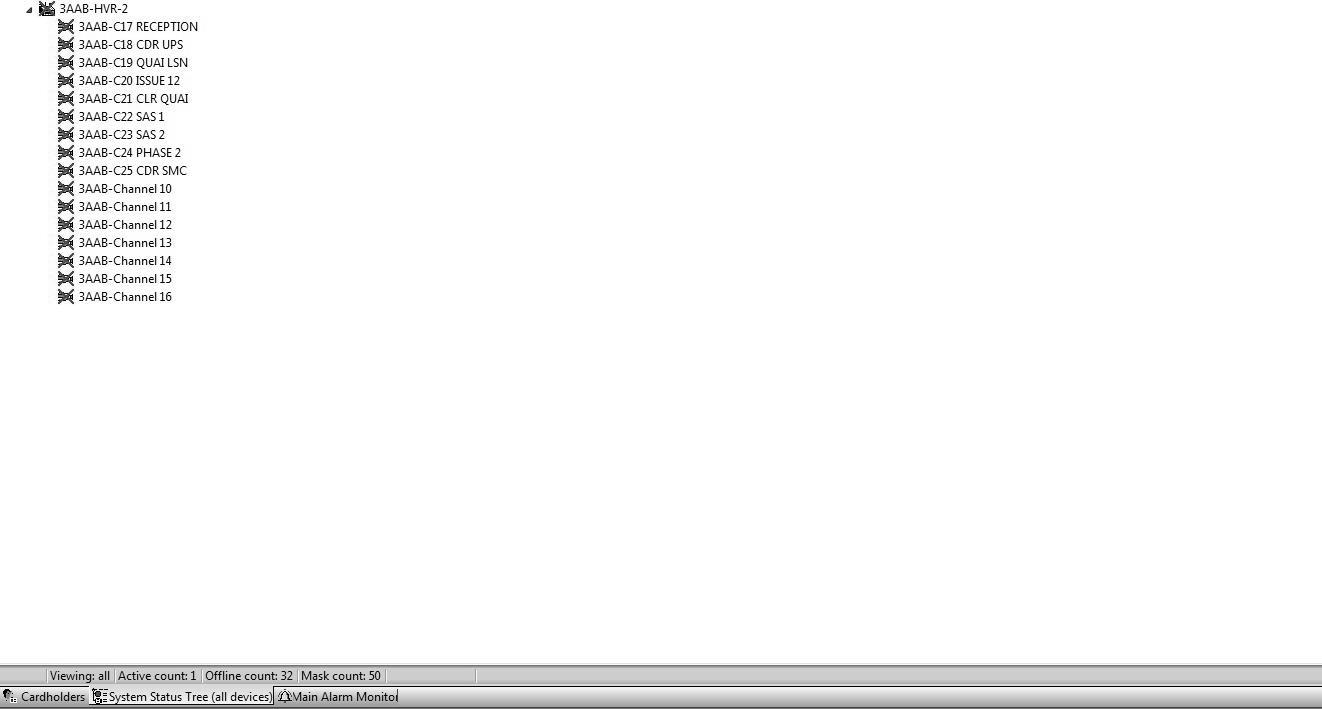 3AAB-HVR-2
3AAB-C17 RECEPTION
3AAB-C18 CDR UPS
3AAB-C19 QUAI LSN
3AAB-C20 ISSUE 12
3AAB-C21 CLR QUAI
3AAB-C22 SAS 1
3AAB-C23 SAS 2
3AAB-C24 PHASE 2
3AAB-C25 CDR SMC
3AAB-Channel 10
3AAB-Channel 11
3AAB-Channel 12
3AAB-Channel 13
3AAB-Channel 14
3AAB-Channel 15
3AAB-Channel 16
Viewing: all Active count: 1 Offline count: 32 Mask count: 50
Cardholders System Status Tree (all devices) Main Alarm Monitor